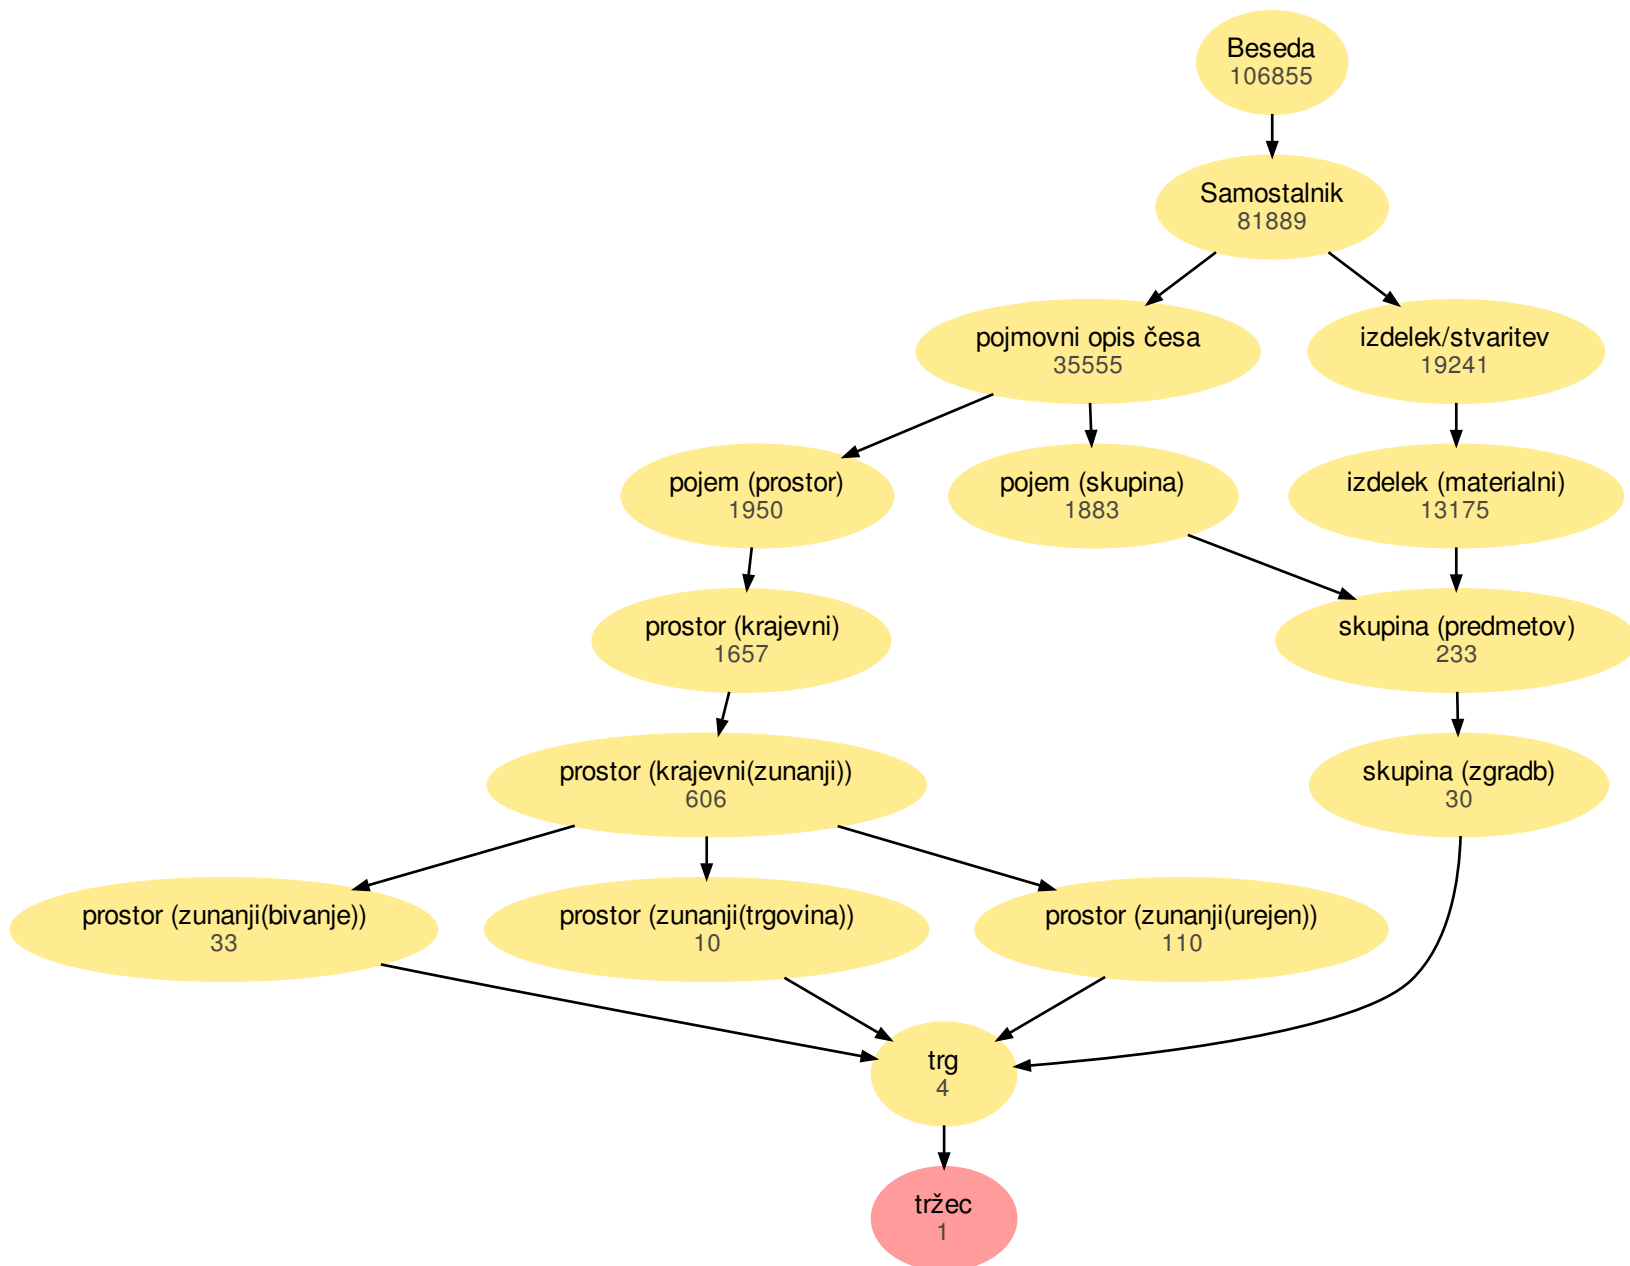 Beseda
106855
Samostalnik
81889
pojmovni opis česa
35555
izdelek/stvaritev
19241
pojem (prostor)
1950
pojem (skupina)
1883
izdelek (materialni)
13175
prostor (krajevni)
1657
skupina (predmetov)
233
prostor (krajevni(zunanji))
606
skupina (zgradb)
30
prostor (zunanji(bivanje))
33
prostor (zunanji(trgovina))
10
prostor (zunanji(urejen))
110
trg
4
tržec
1